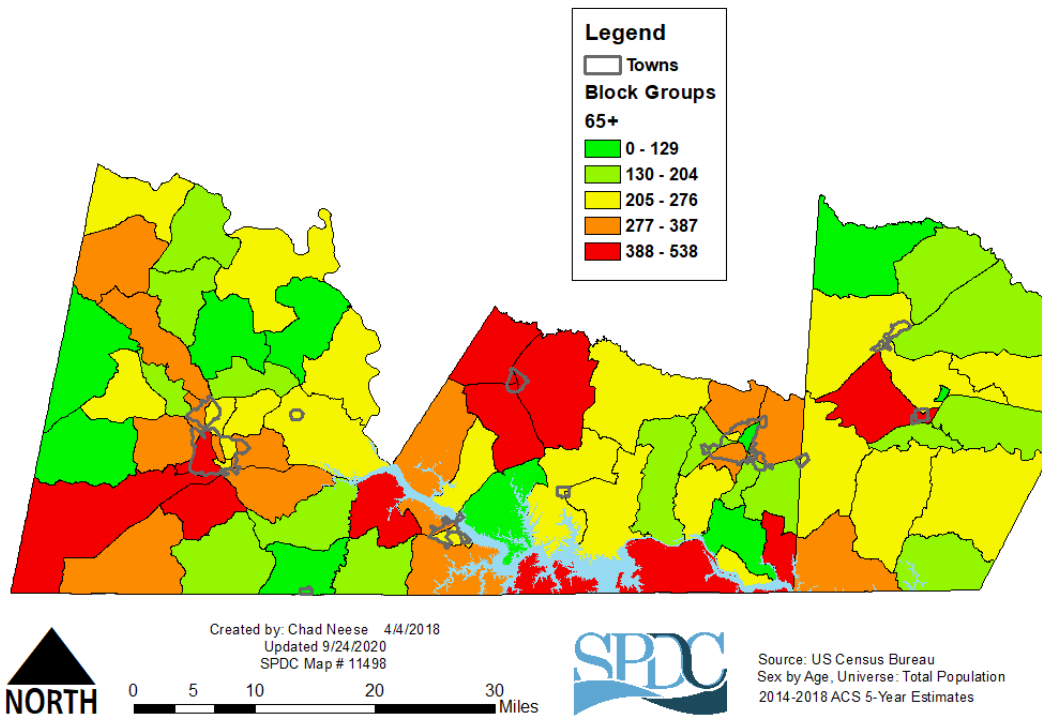 Legend
Towns
Block Groups
65+
0 - 129
130 - 204
205 - 276
277 - 387
388 - 538
Created by: Chad Neese 4/4/2018
Updated 9/24/2020
SPDC Map # 11498
NORTH
0 5 10 20 30
Miles
SPDC
Source: US Census Bureau
Sex by Age, Universe: Total Population
2014-2018 ACS 5-Year Estimates